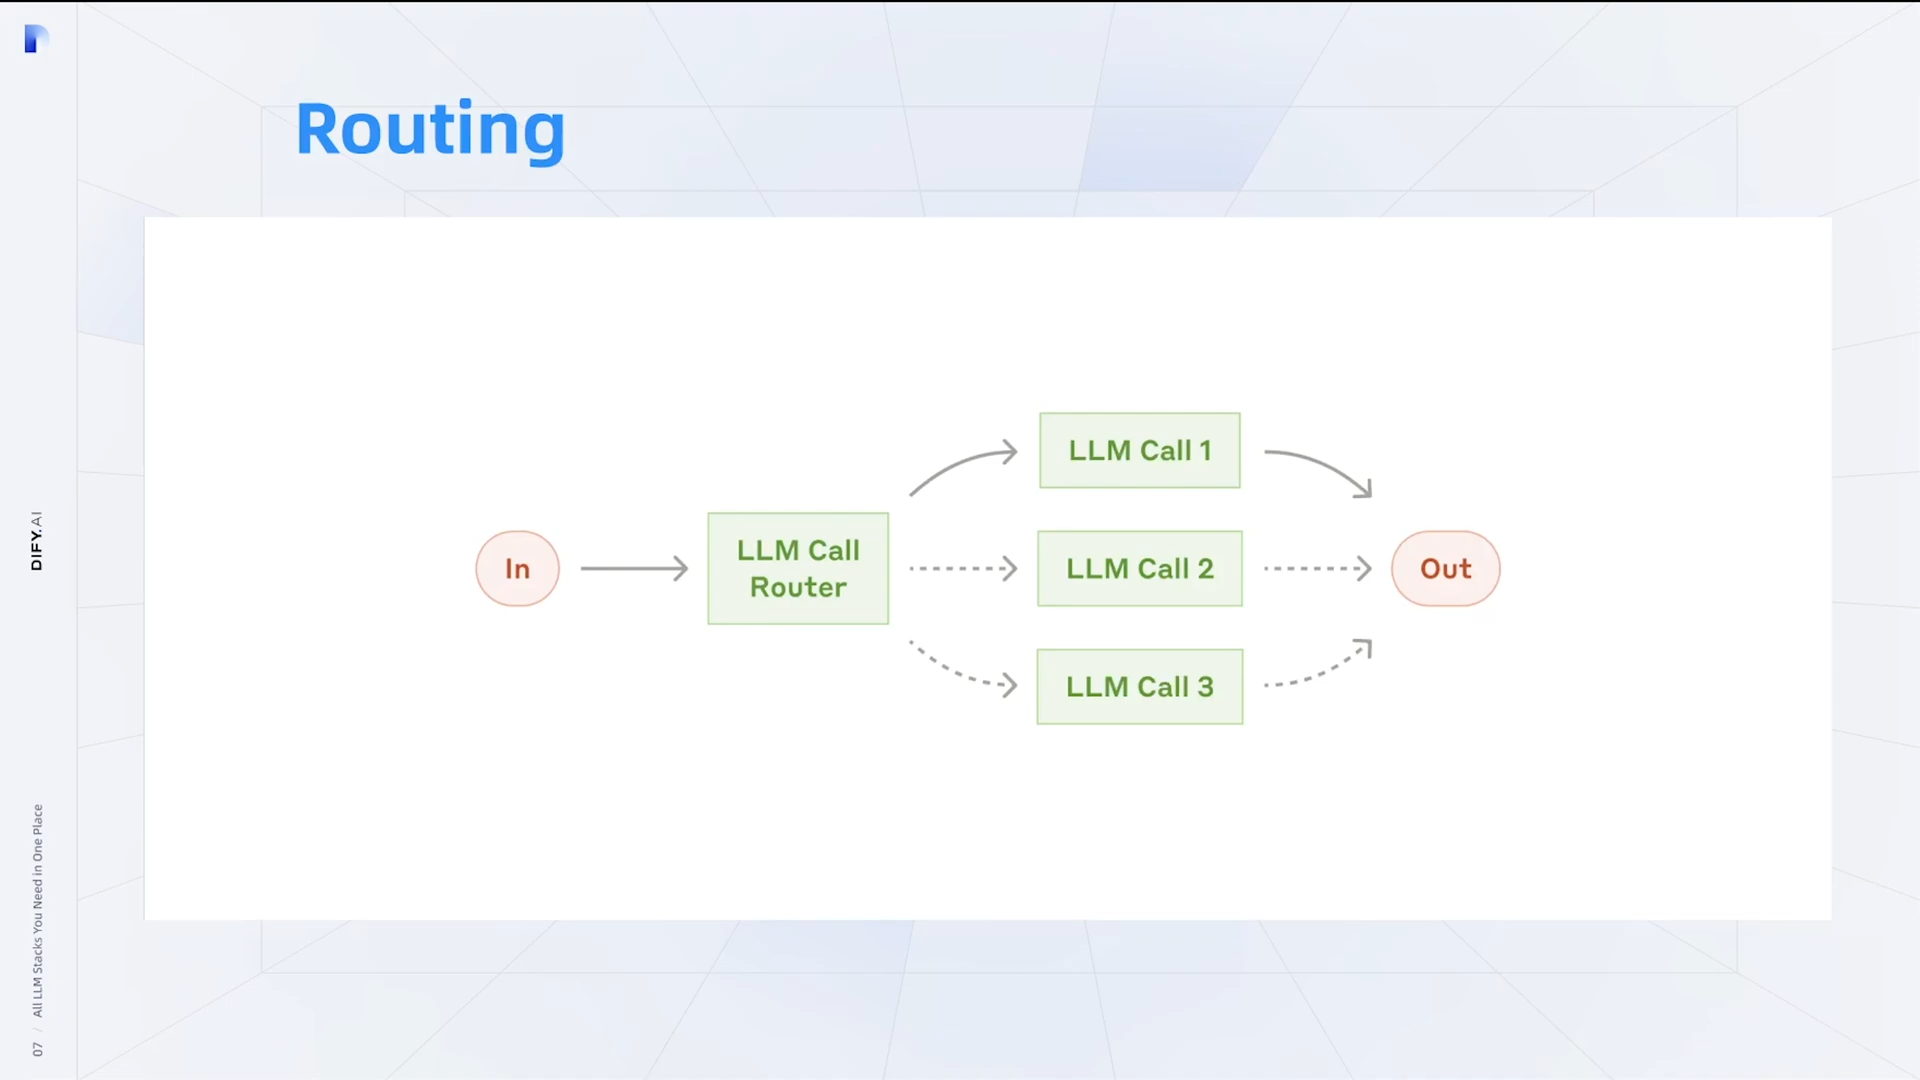 Routing
In
LLM Call
Router
LLM Call 1
LLM Call 2
LLM Call 3
Out
DIFY.AI
07 / All LLM Stacks You Need in One Place